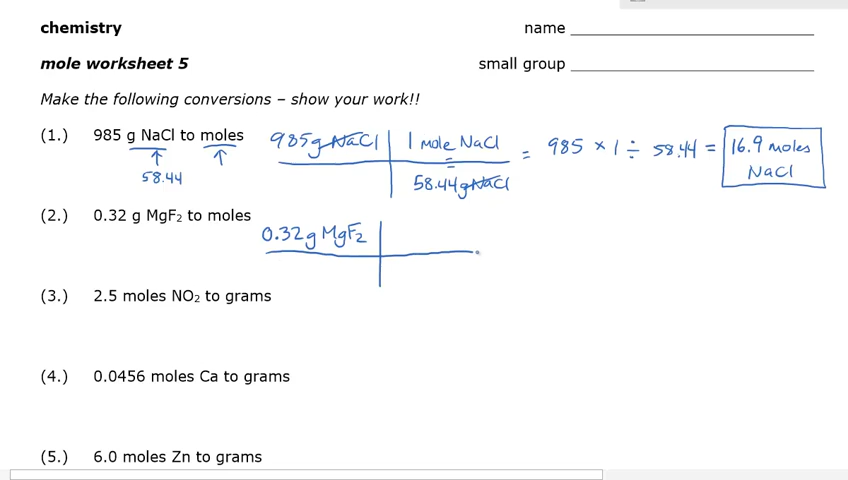 chemistry name
mole worksheet 5 small group
Make the following conversions – show your work!!
(1.) 985 g NaCl to moles 985g NaCl 1 mole NaCl = 985 × 1 ÷ 58.44 = 16.9 moles
58.44 58.44gNaCl NaCl
(2.) 0.32 g MgF₂ to moles
0.32g MgF₂
(3.) 2.5 moles NO₂ to grams
(4.) 0.0456 moles Ca to grams
(5.) 6.0 moles Zn to grams